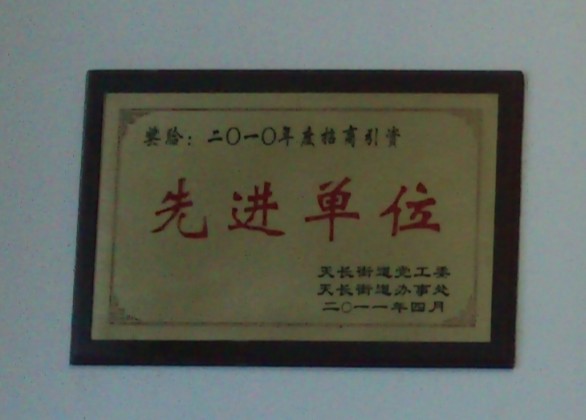 奖给：二〇一〇年度招商引资
先进单位
天长街道党工委
天长街道办事处
二〇一一年四月